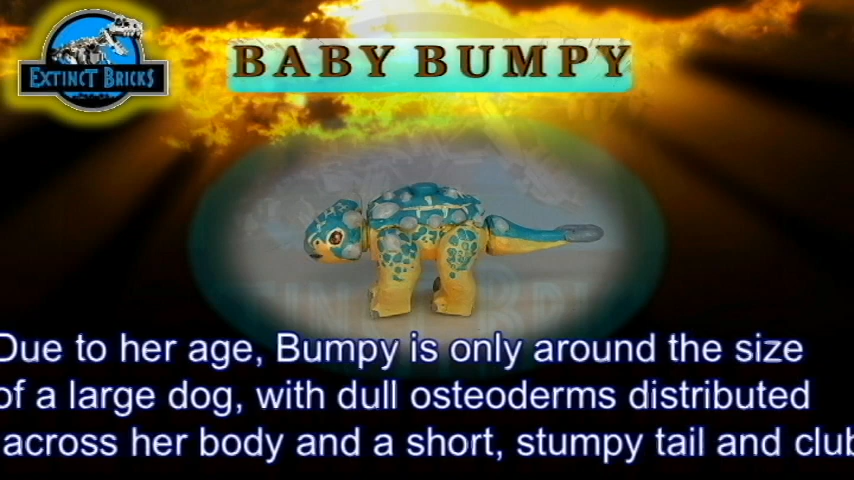 EXTINCT BRICKS
BABY BUMPY
Due to her age, Bumpy is only around the size
of a large dog, with dull osteoderms distributed
across her body and a short, stumpy tail and club